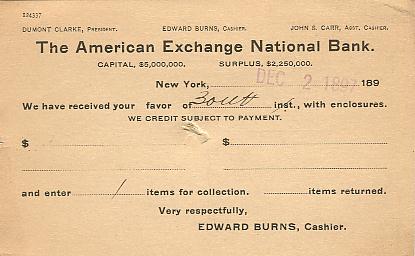 224337
DUMONT CLARKE, PRESIDENT. EDWARD BURNS, CASHIER. JOHN S. CARR, ASST. CASHIER.
The American Exchange National Bank.
CAPITAL, $5,000,000. SURPLUS, $2,250,000.
New York, DEC 2 1897 189
We have received your favor of 30ult inst., with enclosures.
WE CREDIT SUBJECT TO PAYMENT.
$ $
and enter / items for collection. items returned.
Very respectfully,
EDWARD BURNS, Cashier.